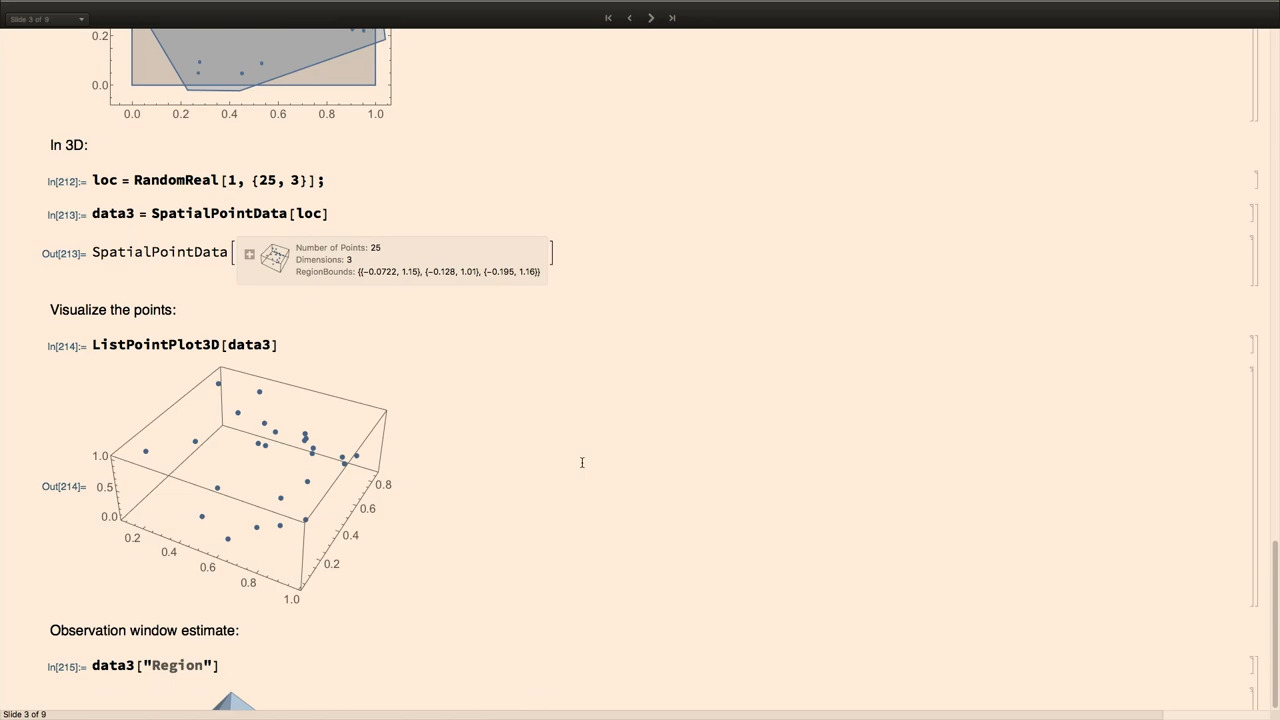 Slide 3 of 9
0.2
0.0
0.0 0.2 0.4 0.6 0.8 1.0
In 3D:
In[212]:= loc = RandomReal[1, {25, 3}];
In[213]:= data3 = SpatialPointData[loc]
Out[213]= SpatialPointData[
Number of Points: 25
Dimensions: 3
RegionBounds: {{-0.0722, 1.15}, {-0.128, 1.01}, {-0.195, 1.16}}
]
Visualize the points:
In[214]:= ListPointPlot3D[data3]
Out[214]=
1.0
0.5
0.0
0.2
0.4
0.6
0.8
1.0
0.2
0.4
0.6
0.8
Observation window estimate:
In[215]:= data3["Region"]
Slide 3 of 9